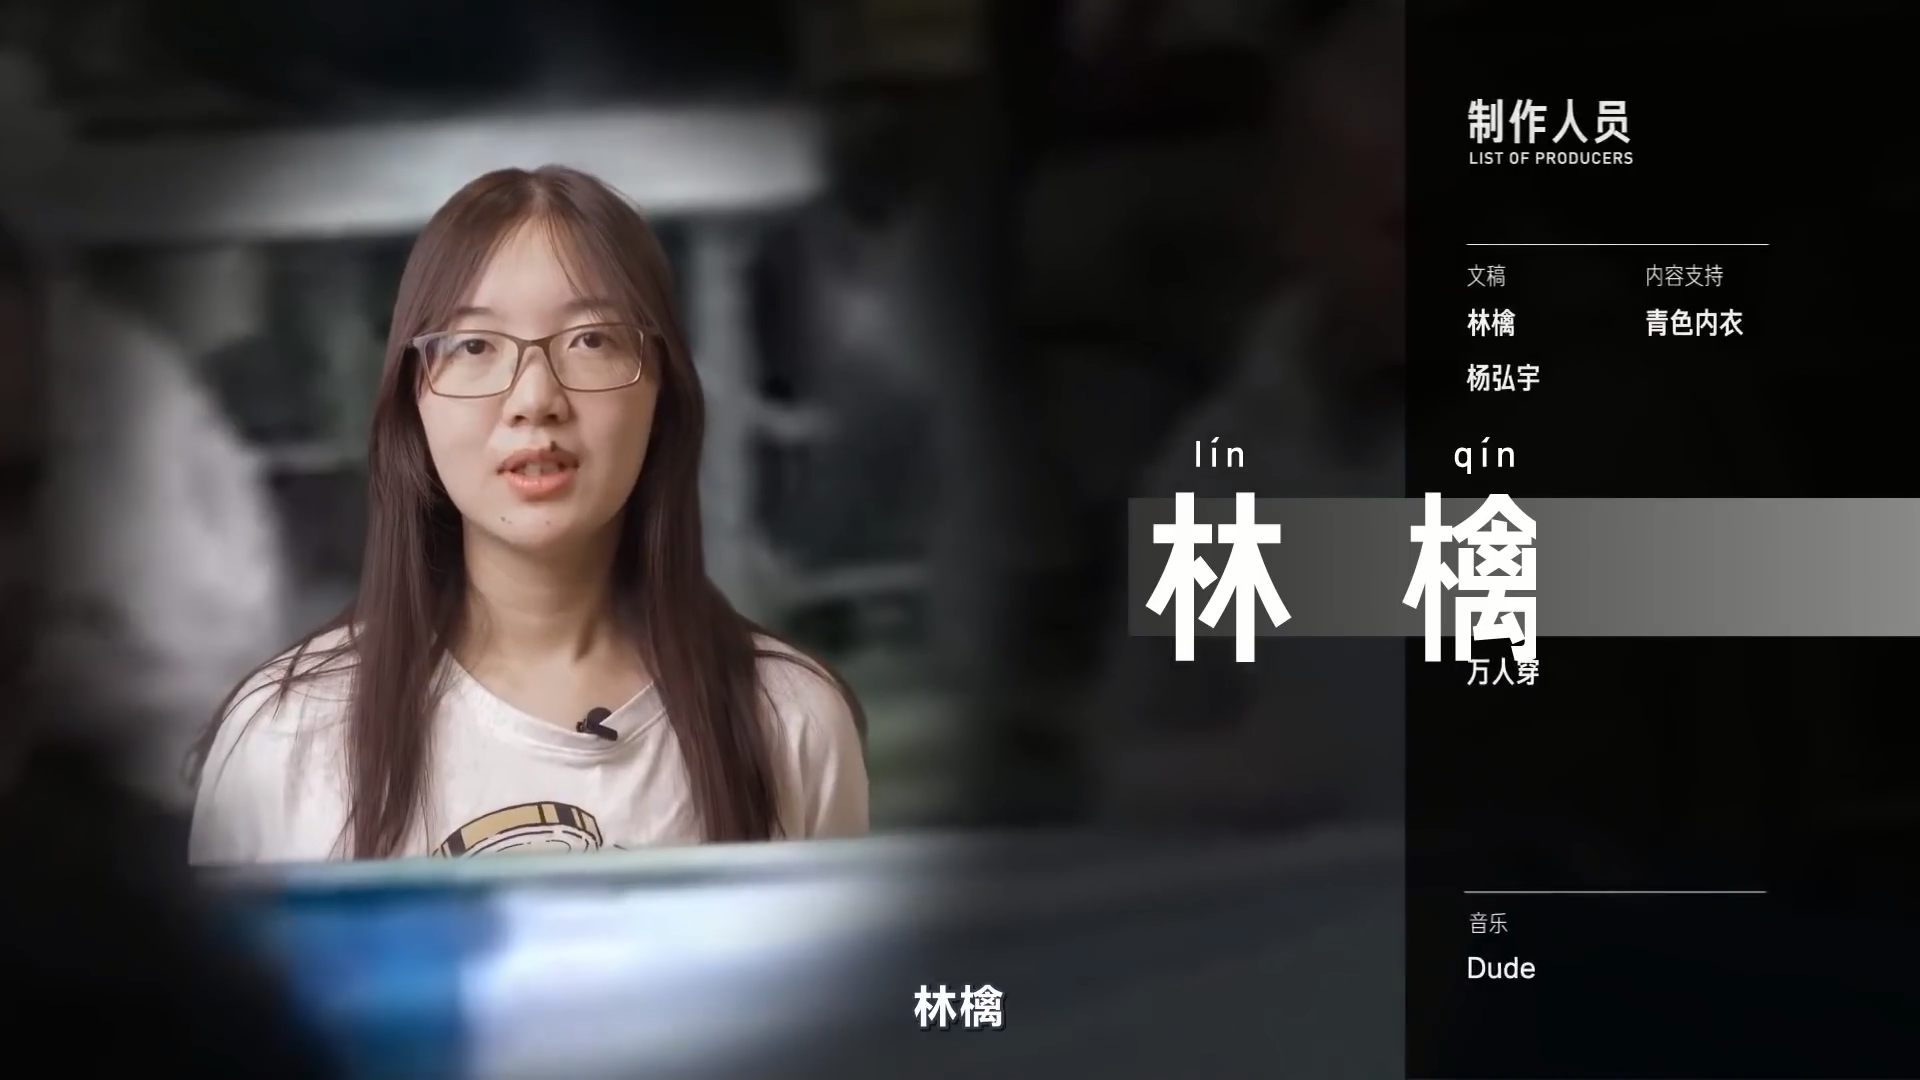 制作人员
LIST OF PRODUCERS
文稿
内容支持
林檎
青色内衣
杨弘宇
lín qín
林 檎
万人穿
音乐
Dude
林檎